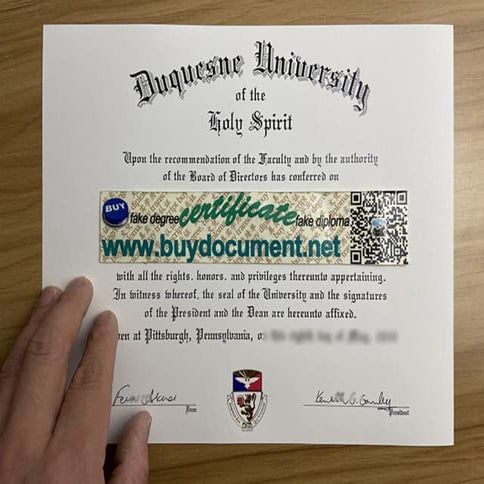 Duquesne University
of the
Holy Spirit
Upon the recommendation of the Faculty and by the authority
of the Board of Directors has conferred on
BUY
fake degree certificate fake diploma
www.buydocument.net
with all the rights, honors, and privileges thereunto appertaining.
In witness whereof, the seal of the University and the signatures
of the President and the Dean are hereunto affixed.
at Pittsburgh, Pennsylvania,
Dean
President